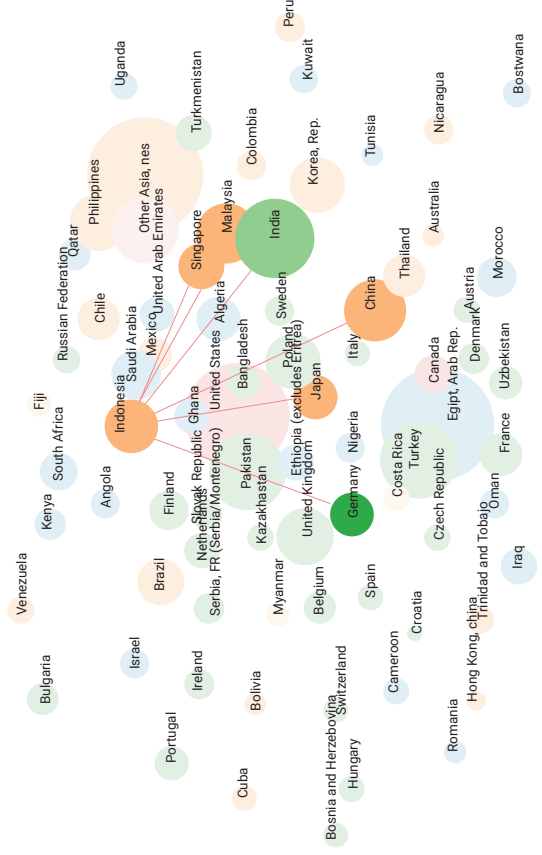 Peru
Uganda
Kuwait
Bostwana
Turkmenistan
Nicaragua
Colombia
Tunisia
Korea, Rep.
Philippines
Other Asia, nes
Malaysia
Australia
India
Qatar
United Arab Emirates
Singapore
Thailand
Morocco
Russian Federation
Chile
Algeria
Sweden
China
Austria
Saudi Arabia
Mexico
Denmark
Italy
Poland
Bangladesh
United States
Canada
Uzbekistan
Fiji
Indonesia
Ghana
Japan
Egipt, Arab Rep.
South Africa
Ethiopia (excludes Eritrea)
Nigeria
France
Turkey
Costa Rica
Pakistan
Slovak Republic
Angola
Kenya
Finland
Netherlands
Kazakhstan
United Kingdom
Germany
Czech Republic
Oman
Serbia, FR (Serbia/Montenegro)
Venezuela
Brazil
Myanmar
Belgium
Spain
Croatia
Trinidad and Tobajo
Iraq
Hong Kong, china
Israel
Bulgaria
Ireland
Bolivia
Switzerland
Cameroon
Romania
Portugal
Cuba
Bosnia and Herzebovina
Hungary